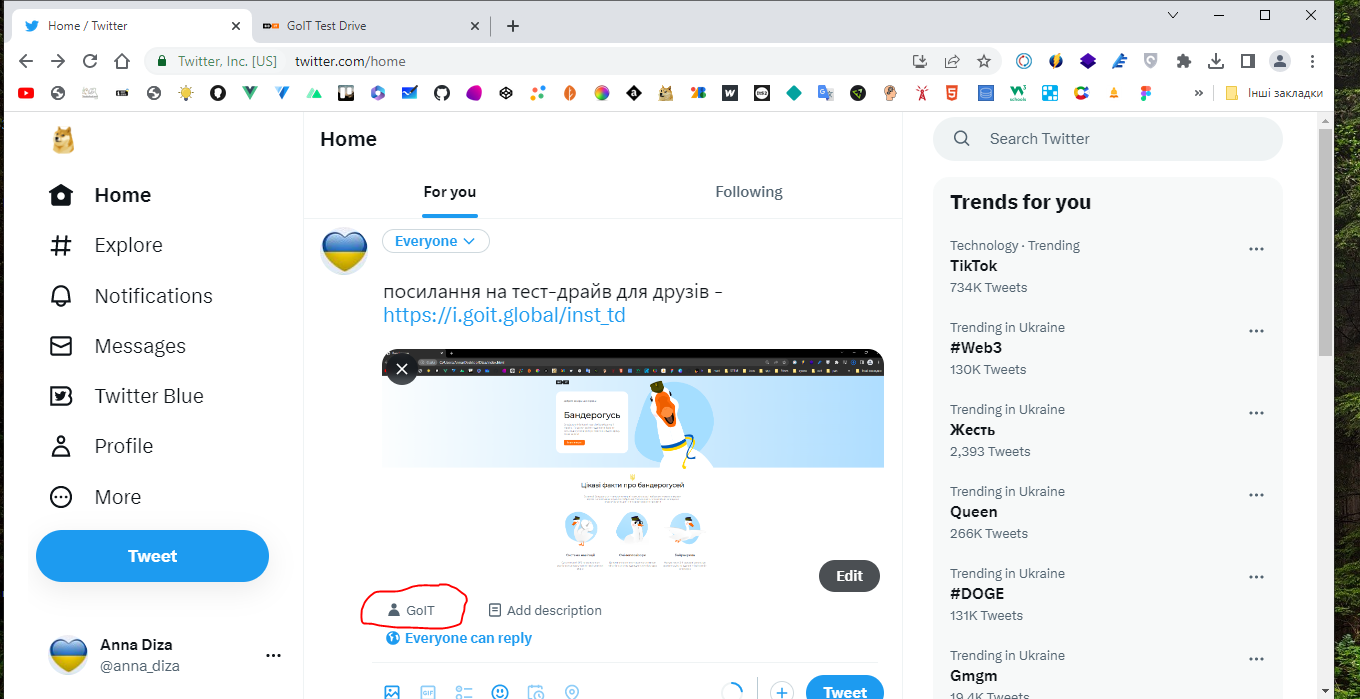 Home / Twitter
GoIT Test Drive
Twitter, Inc. [US]
twitter.com/home
Інші закладки
Home
Explore
Notifications
Messages
Twitter Blue
Profile
More
Tweet
Anna Diza
@anna_diza
Home
For you
Following
Everyone
посилання на тест-драйв для друзів -
https://i.goit.global/inst_td
Бандерогусь
Цікаві факти про бандерогусей
Edit
GoIT
Add description
Everyone can reply
GIF
Tweet
Search Twitter
Trends for you
Technology · Trending
TikTok
734K Tweets
Trending in Ukraine
#Web3
130K Tweets
Trending in Ukraine
Жесть
2,393 Tweets
Trending in Ukraine
Queen
266K Tweets
Trending in Ukraine
#DOGE
131K Tweets
Trending in Ukraine
Gmgm
19.4K Tweets